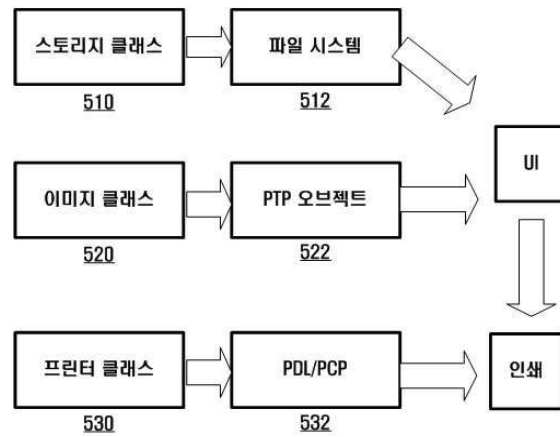 스토리지 클래스
파일 시스템
510
512
UI
이미지 클래스
PTP 오브젝트
520
522
프린터 클래스
PDL/PCP
인쇄
530
532